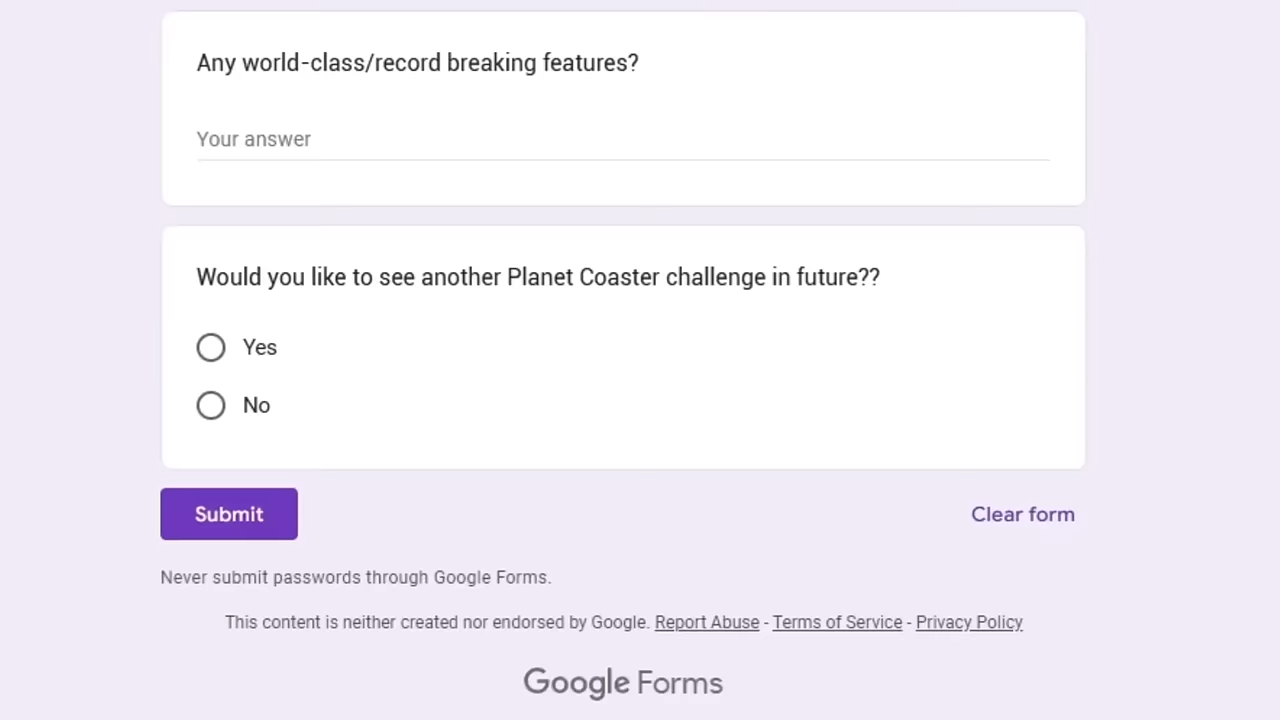 Any world-class/record breaking features?
Your answer
Would you like to see another Planet Coaster challenge in future??
Yes
No
Submit
Clear form
Never submit passwords through Google Forms.
This content is neither created nor endorsed by Google. Report Abuse - Terms of Service - Privacy Policy
Google Forms